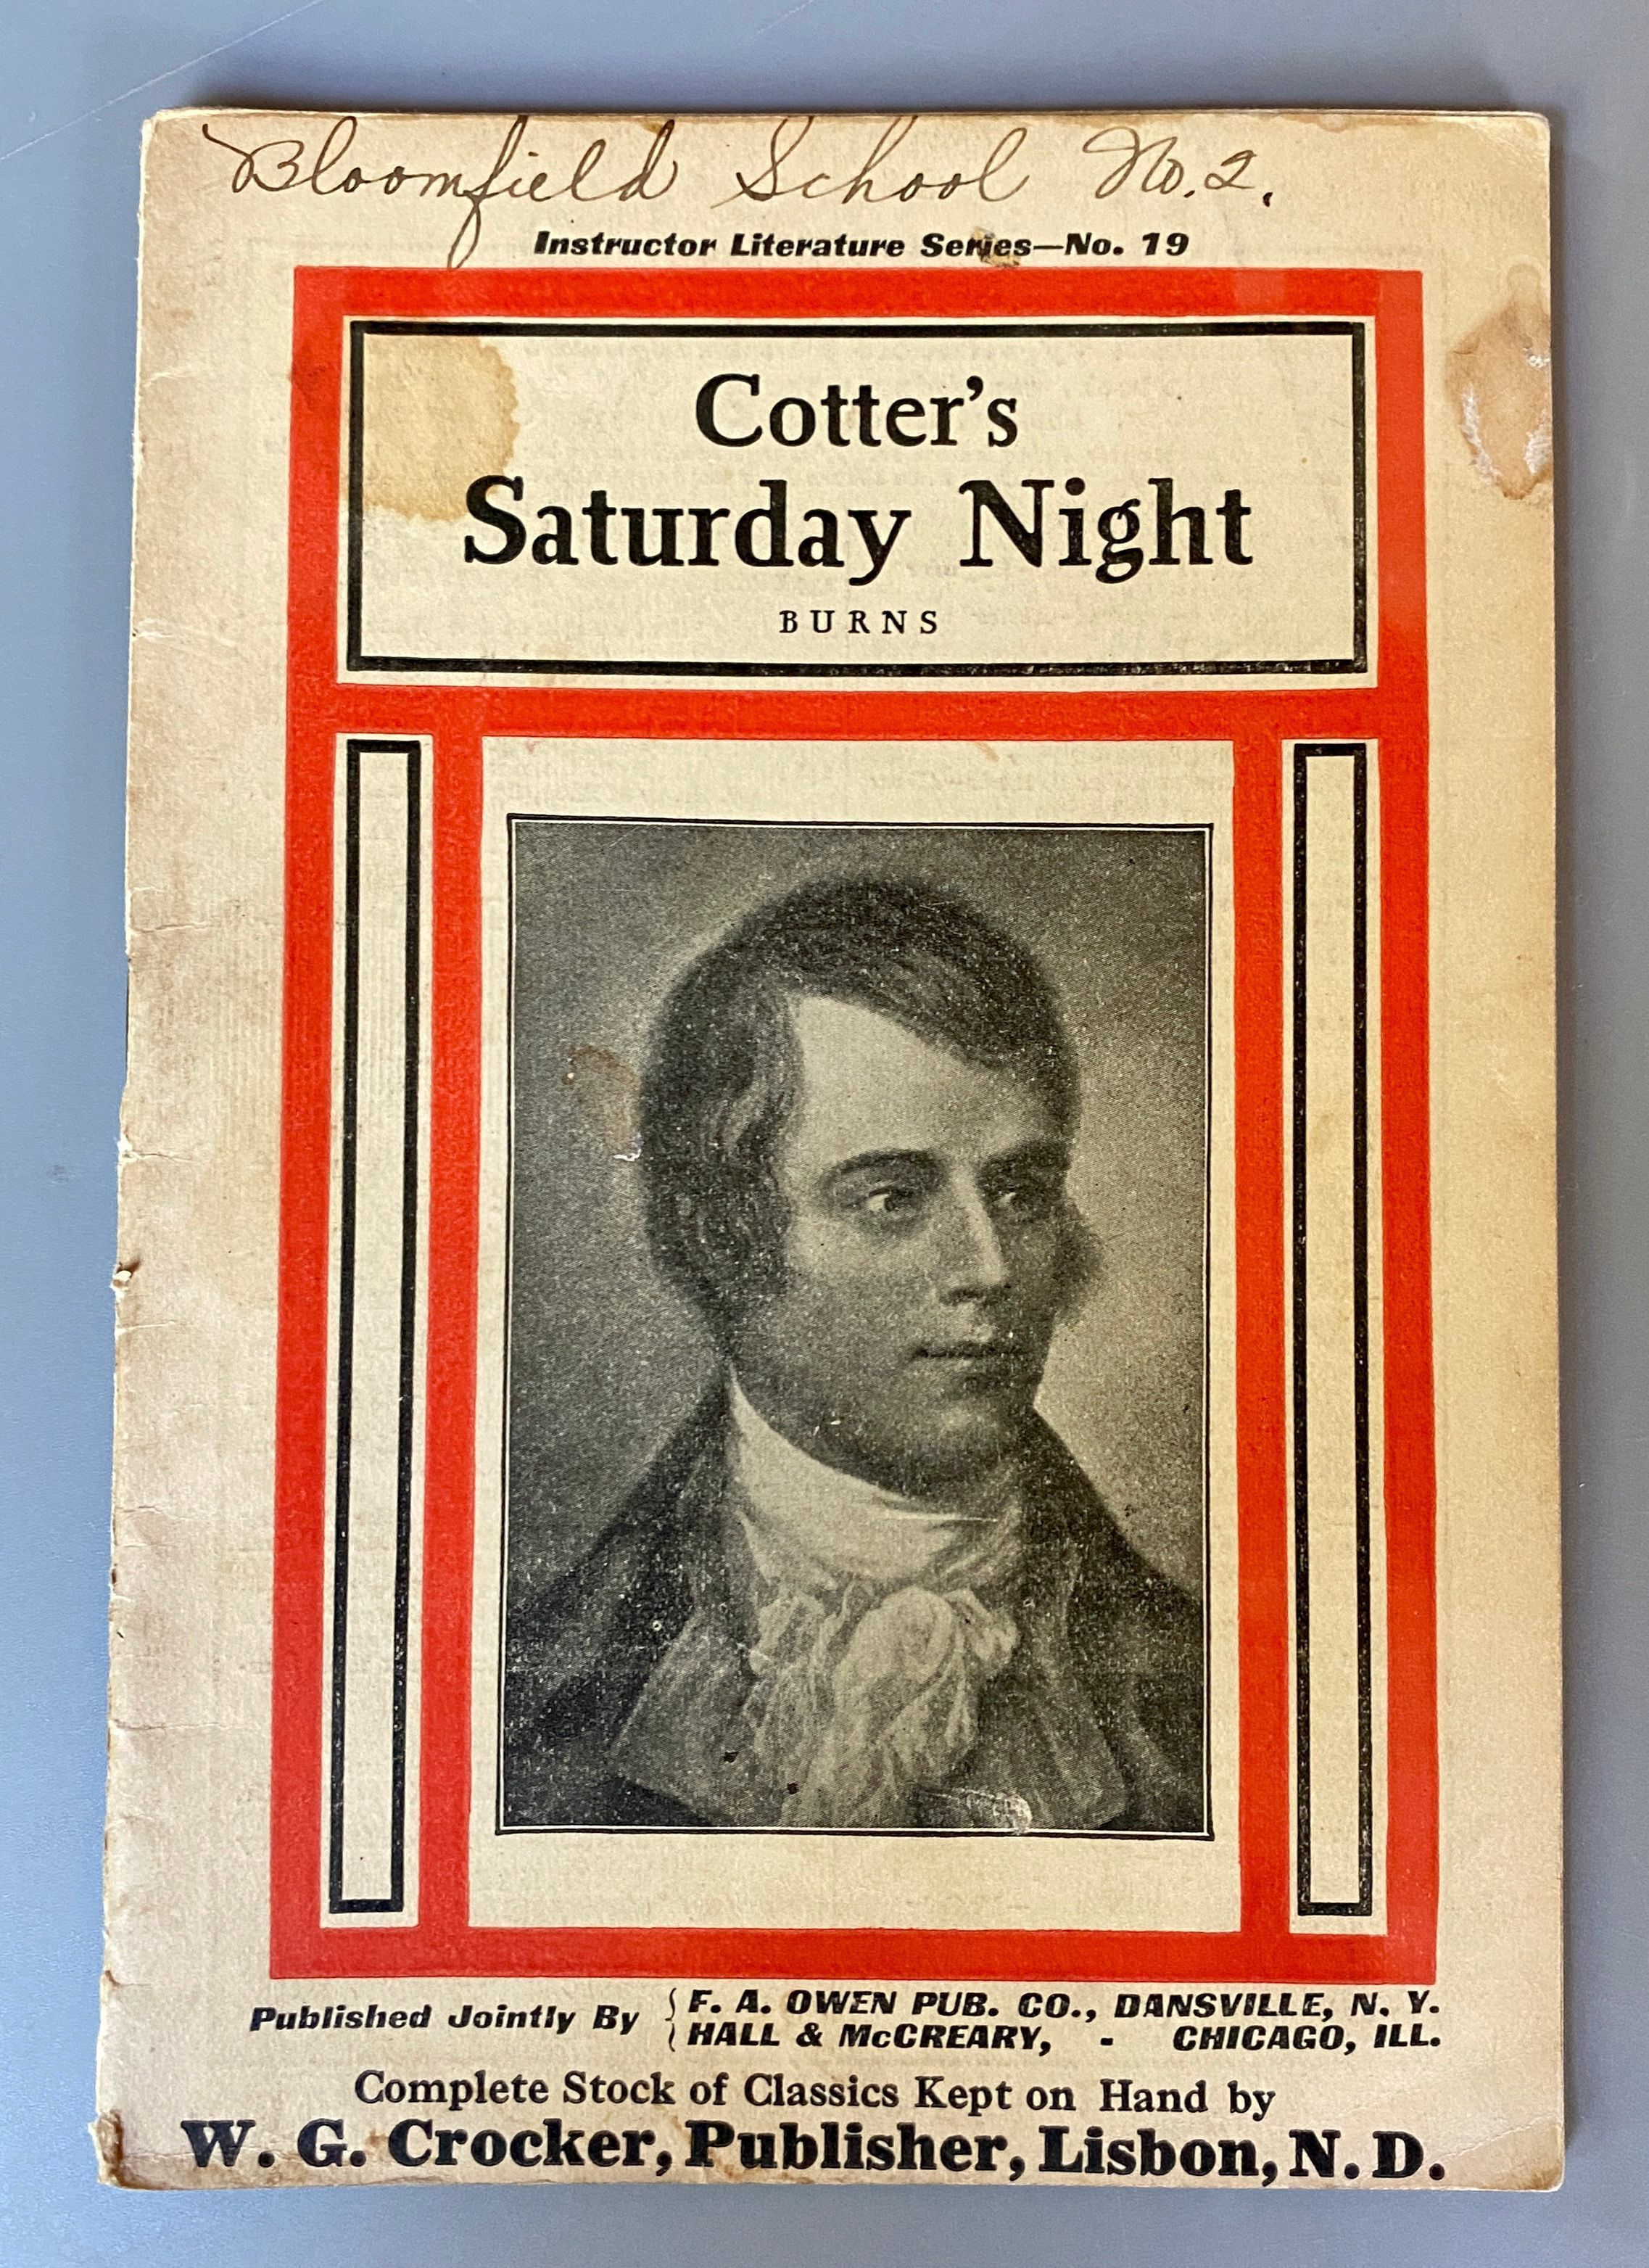 Bloomfield School No. 2.
Instructor Literature Series—No. 19
Cotter's
Saturday Night
BURNS
Published Jointly By { F. A. OWEN PUB. CO., DANSVILLE, N. Y.
HALL & McCREARY, - CHICAGO, ILL.
Complete Stock of Classics Kept on Hand by
W. G. Crocker, Publisher, Lisbon, N. D.